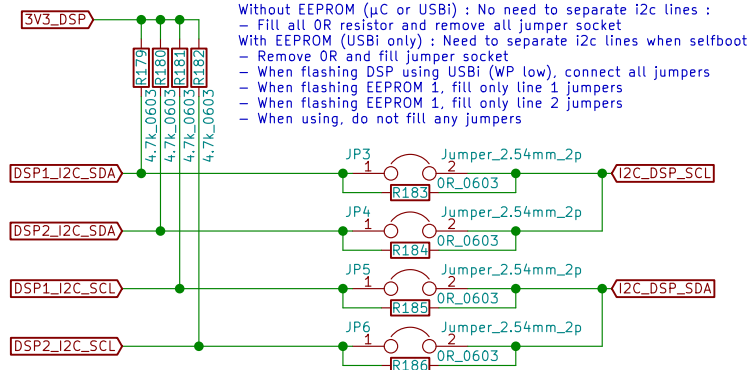 Without EEPROM (µC or USBi) : No need to separate i2c lines :
3V3_DSP
– Fill all 0R resistor and remove all jumper socket
With EEPROM (USBi only) : Need to separate i2c lines when selfboot
– Remove 0R and fill jumper socket
– When flashing DSP using USBi (WP low), connect all jumpers
– When flashing EEPROM 1, fill only line 1 jumpers
– When flashing EEPROM 1, fill only line 2 jumpers
– When using, do not fill any jumpers
R179
R180
R181
R182
4.7k_0603
4.7k_0603
4.7k_0603
4.7k_0603
JP3 Jumper_2.54mm_2p
DSP1_I2C_SDA 1 2 I2C_DSP_SCL
R183 0R_0603
JP4 Jumper_2.54mm_2p
DSP2_I2C_SDA 1 2
R184 0R_0603
JP5 Jumper_2.54mm_2p
DSP1_I2C_SCL 1 2 I2C_DSP_SDA
R185 0R_0603
JP6 Jumper_2.54mm_2p
DSP2_I2C_SCL 1 2
R186 0R_0603